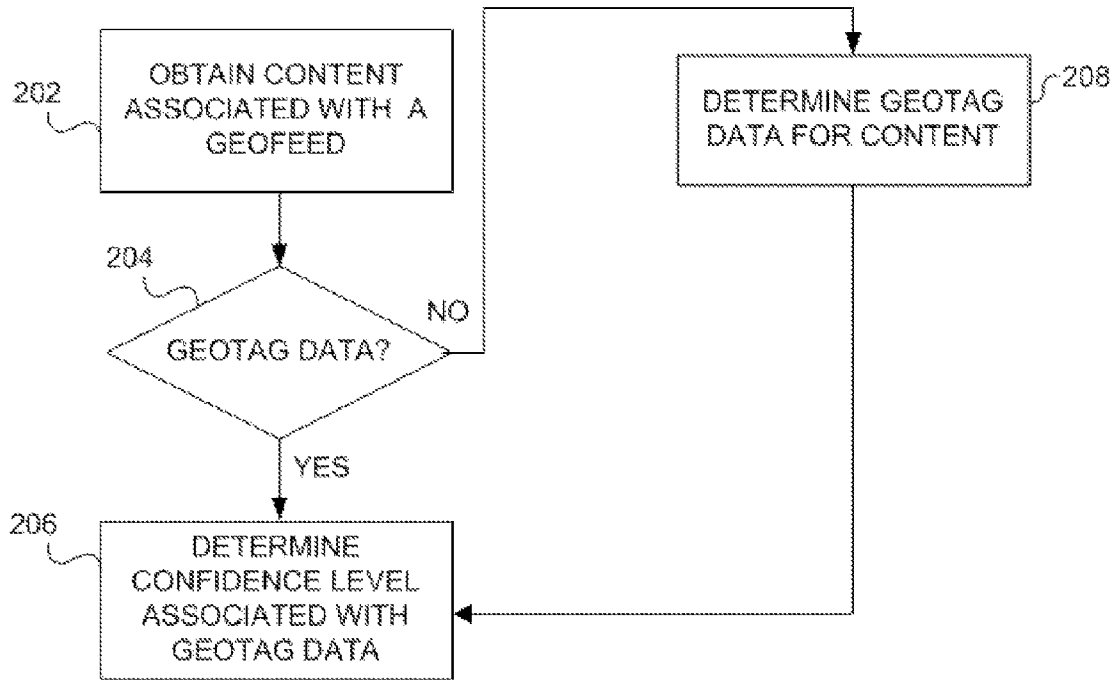 202
OBTAIN CONTENT
ASSOCIATED WITH A
GEOFEED
204
GEOTAG DATA?
NO
YES
206
DETERMINE
CONFIDENCE LEVEL
ASSOCIATED WITH
GEOTAG DATA
208
DETERMINE GEOTAG
DATA FOR CONTENT